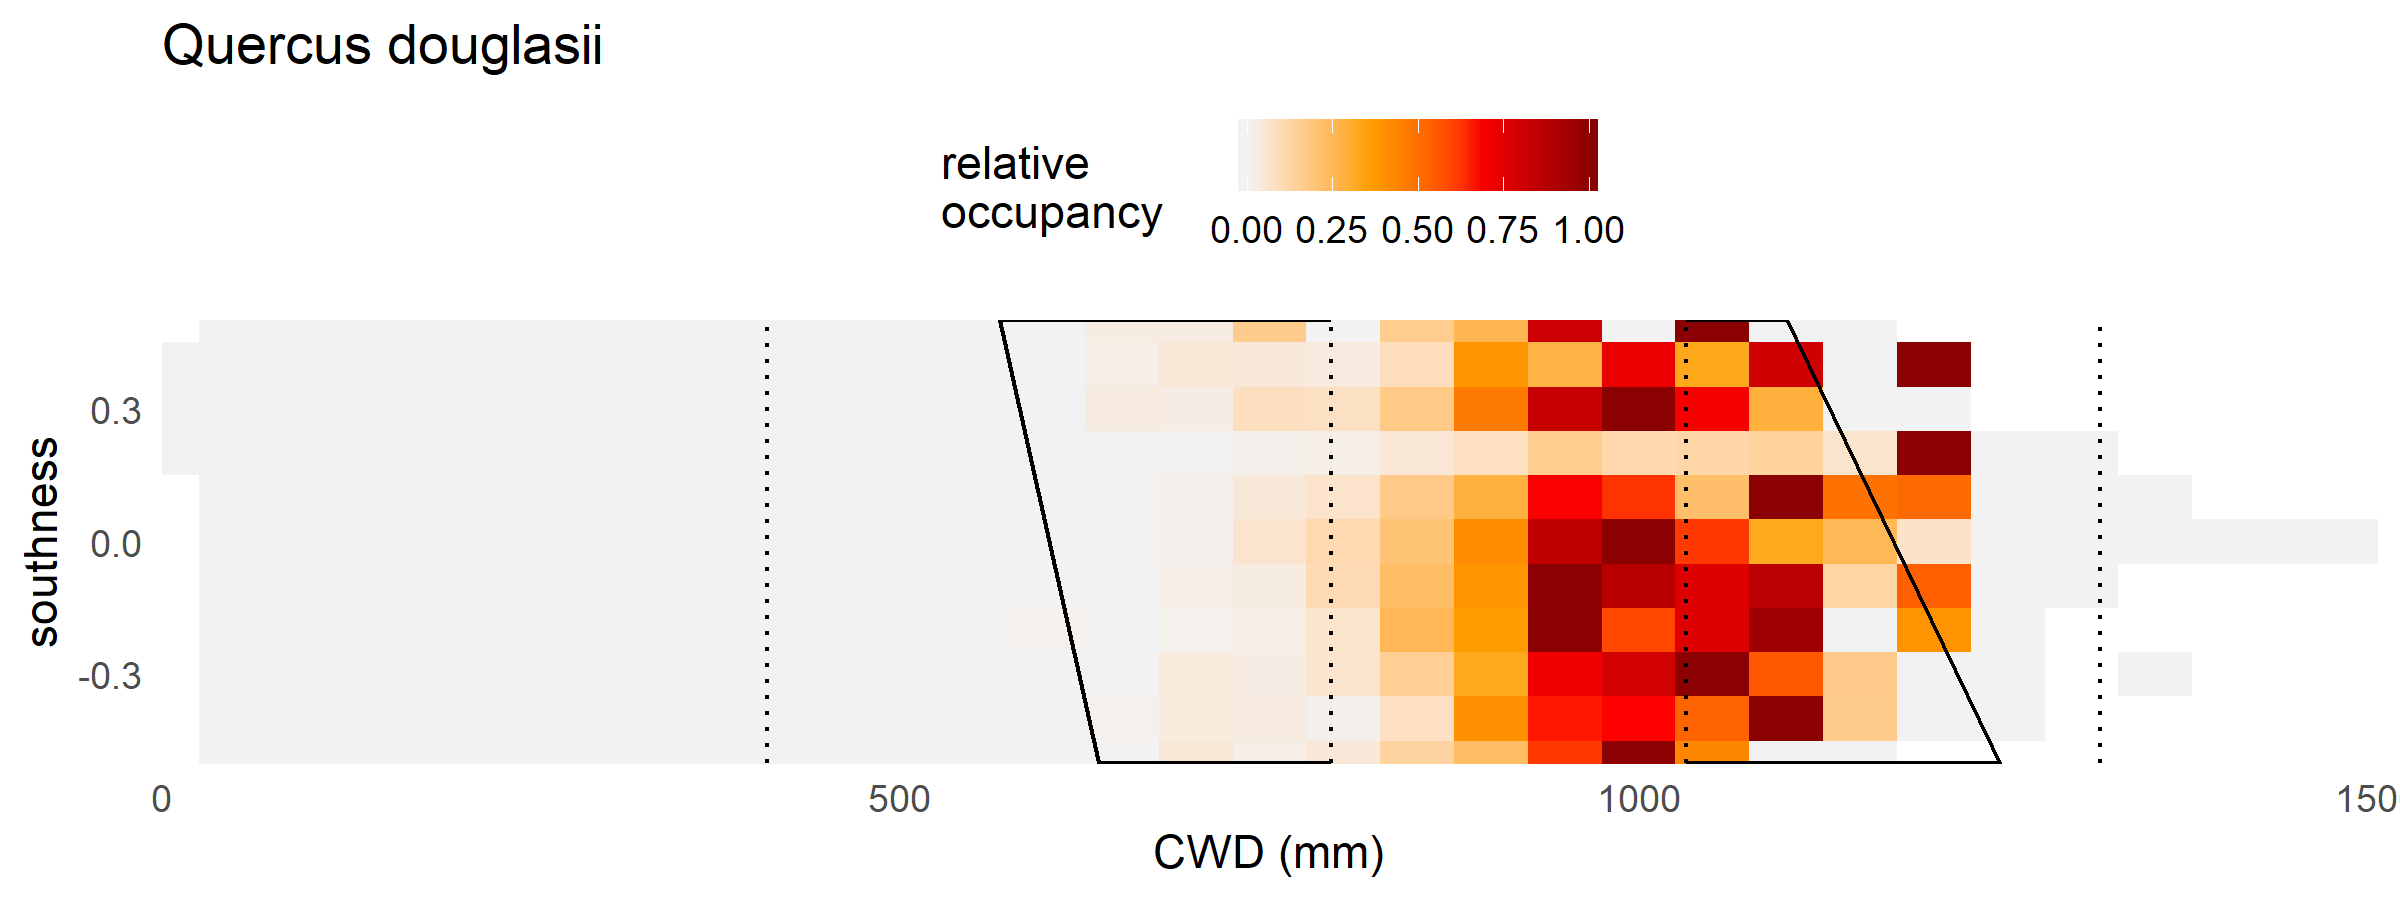 Quercus douglasii
relative
occupancy
0.00 0.25 0.50 0.75 1.00
southness
0.3
0.0
-0.3
0 500 1000 150
CWD (mm)